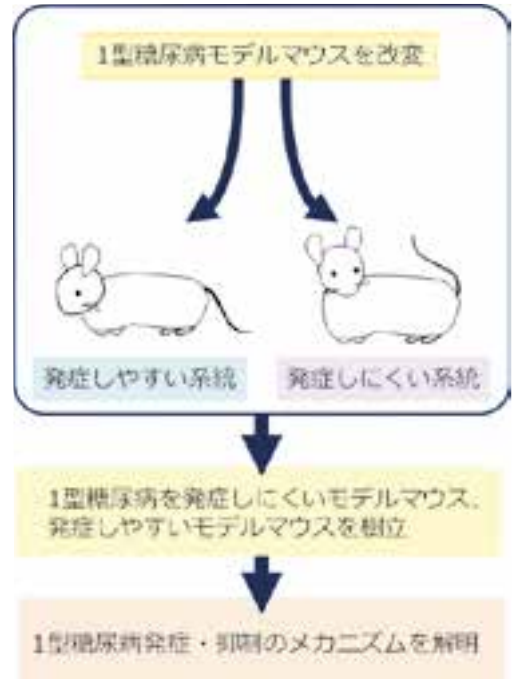 1型糖尿病モデルマウスを改変
発症しやすい系統
発症しにくい系統
1型糖尿病を発症しにくいモデルマウス、
発症しやすいモデルマウスを樹立
1型糖尿病発症・抑制のメカニズムを解明